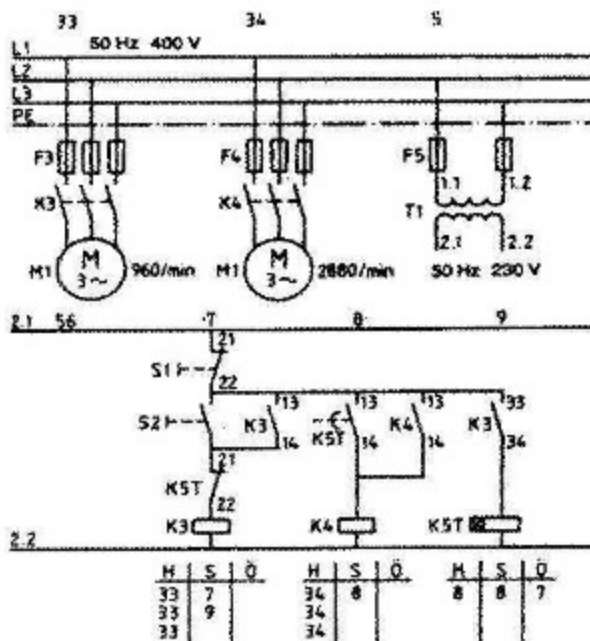 33 34 5
L1 50 Hz 400 V
L2
L3
PE
F3 F4 F5
1.1 1.2
K3 K4 T1
2.1 2.2
M1 M 3~ 960/min M1 M 3~ 2880/min 50 Hz 230 V
2.1 56 7 8 9
21
S1
22
13 13 13 33
S2 K3 K5T K4 K3
14 14 14 34
21
K5T
22
K3 K4 K5T
2.2
H S Ö H S Ö H S Ö
33 7 34 8 8 8 7
33 9 34
33 34